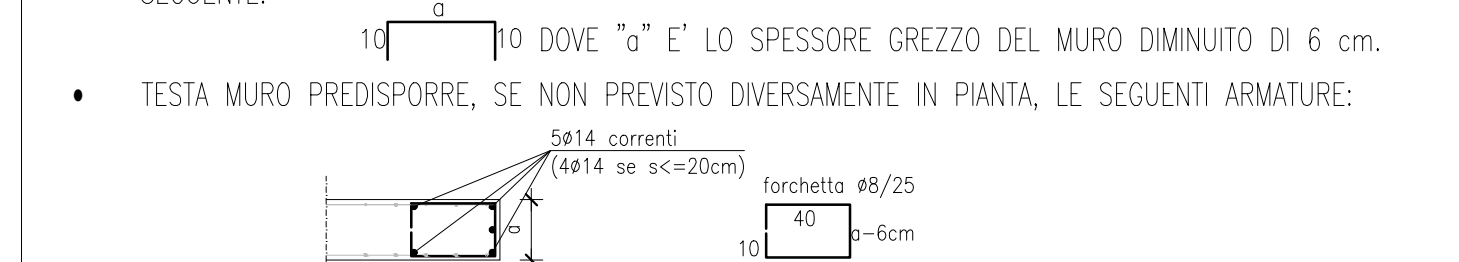 a
10 10 DOVE "a" E' LO SPESSORE GREZZO DEL MURO DIMINUITO DI 6 cm.
• TESTA MURO PREDISPORRE, SE NON PREVISTO DIVERSAMENTE IN PIANTA, LE SEGUENTI ARMATURE:
5ø14 correnti
(4ø14 se s<=20cm)
forchetta ø8/25
a
40
a-6cm
10